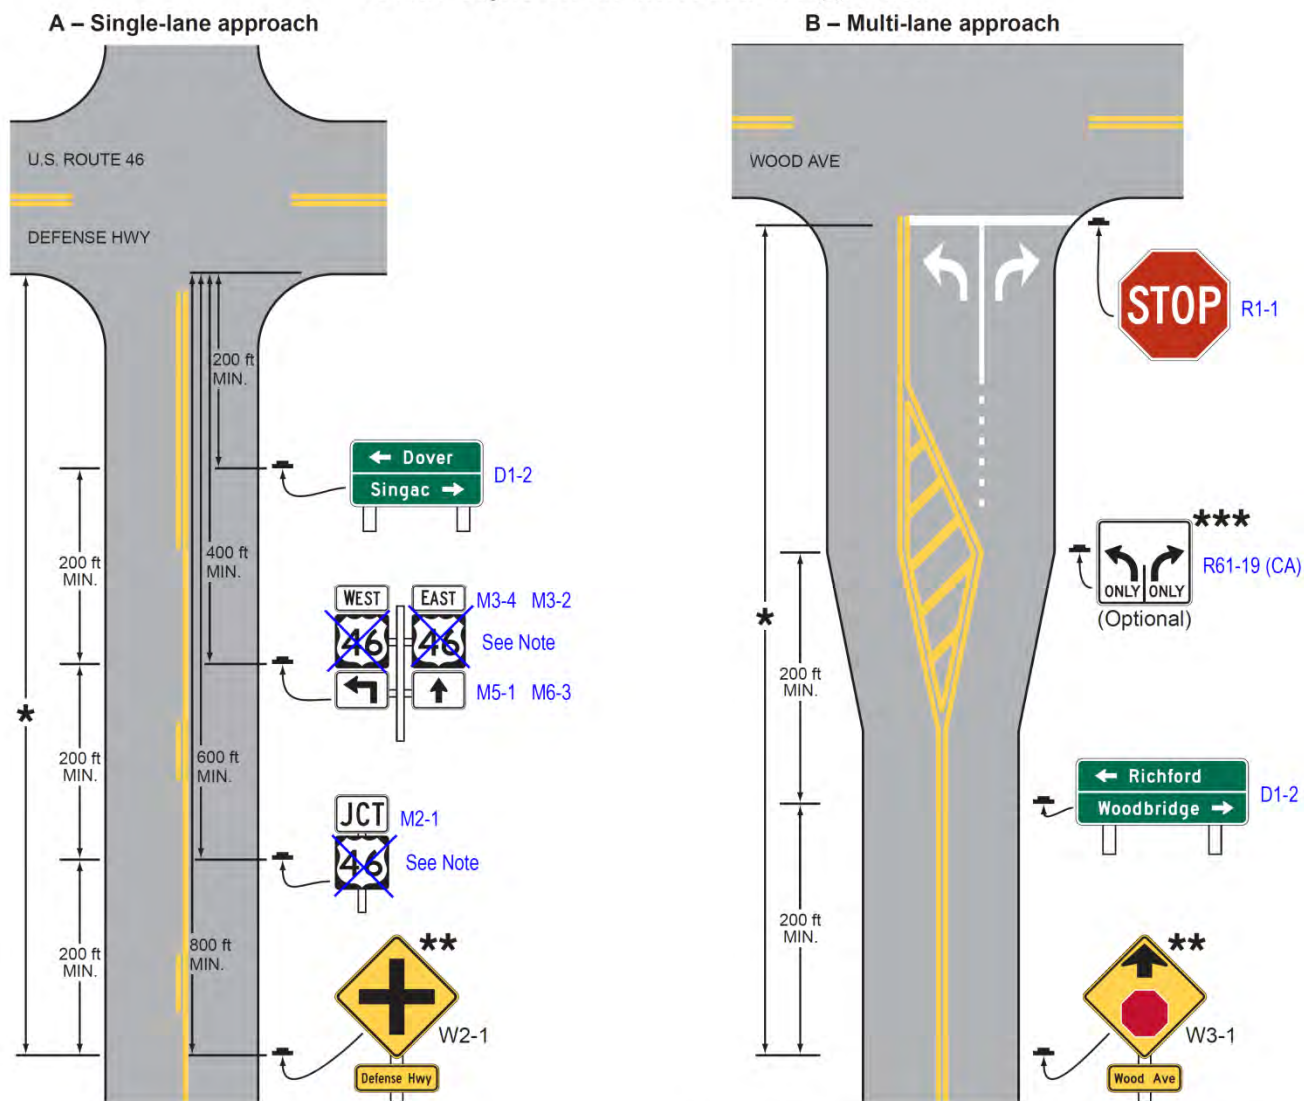 A – Single-lane approach
U.S. ROUTE 46
DEFENSE HWY
200 ft
MIN.
← Dover
Singac →
D1-2
200 ft
MIN.
400 ft
MIN.
WEST
EAST
M3-4 M3-2
46
46
See Note
M5-1 M6-3
*
200 ft
MIN.
600 ft
MIN.
JCT
M2-1
46
See Note
200 ft
MIN.
800 ft
MIN.
**
W2-1
Defense Hwy
B – Multi-lane approach
WOOD AVE
STOP
R1-1
***
R61-19 (CA)
ONLY ONLY
(Optional)
*
200 ft
MIN.
← Richford
Woodbridge →
D1-2
200 ft
MIN.
**
W3-1
Wood Ave